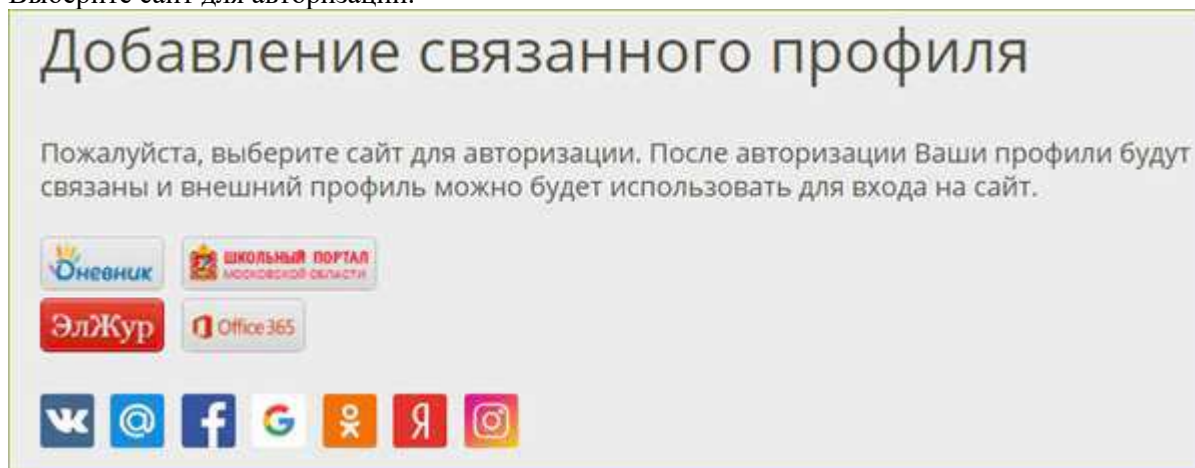 Выберите сайт для авторизации.
Добавление связанного профиля
Пожалуйста, выберите сайт для авторизации. После авторизации Ваши профили будут
связаны и внешний профиль можно будет использовать для входа на сайт.
Дневник ШКОЛЬНЫЙ ПОРТАЛ
МОСКОВСКОЙ ОБЛАСТИ
ЭлЖур Office 365